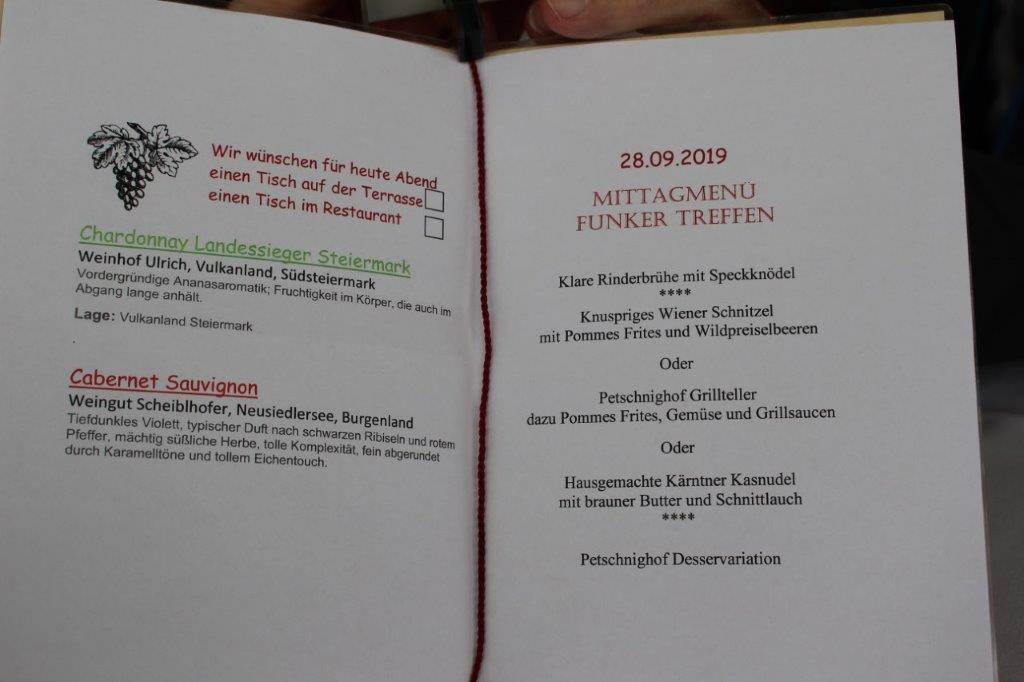 Wir wünschen für heute Abend
einen Tisch auf der Terrasse
einen Tisch im Restaurant
Chardonnay Landessieger Steiermark
Weinhof Ulrich, Vulkanland, Südsteiermark
Vordergründige Ananasaromatik; Fruchtigkeit im Körper, die auch im
Abgang lange anhält.
Lage: Vulkanland Steiermark
Cabernet Sauvignon
Weingut Scheiblhofer, Neusiedlersee, Burgenland
Tiefdunkles Violett, typischer Duft nach schwarzen Ribiseln und rotem
Pfeffer, mächtig süßliche Herbe, tolle Komplexität, fein abgerundet
durch Karamelltöne und tollem Eichentouch.
28.09.2019
MITTAGMENÜ
FUNKER TREFFEN
Klare Rinderbrühe mit Speckknödel
****
Knuspriges Wiener Schnitzel
mit Pommes Frites und Wildpreiselbeeren
Oder
Petschnighof Grillteller
dazu Pommes Frites, Gemüse und Grillsaucen
Oder
Hausgemachte Kärntner Kasnudel
mit brauner Butter und Schnittlauch
****
Petschnighof Desservariation